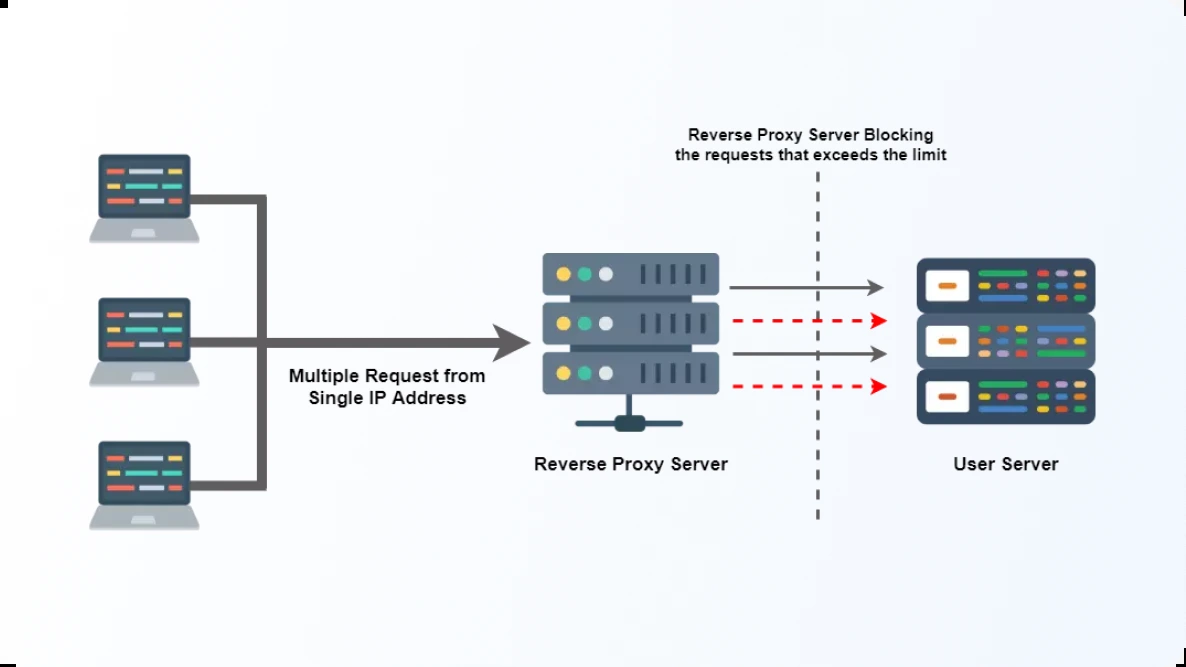 Reverse Proxy Server Blocking
the requests that exceeds the limit
Multiple Request from
Single IP Address
Reverse Proxy Server
User Server